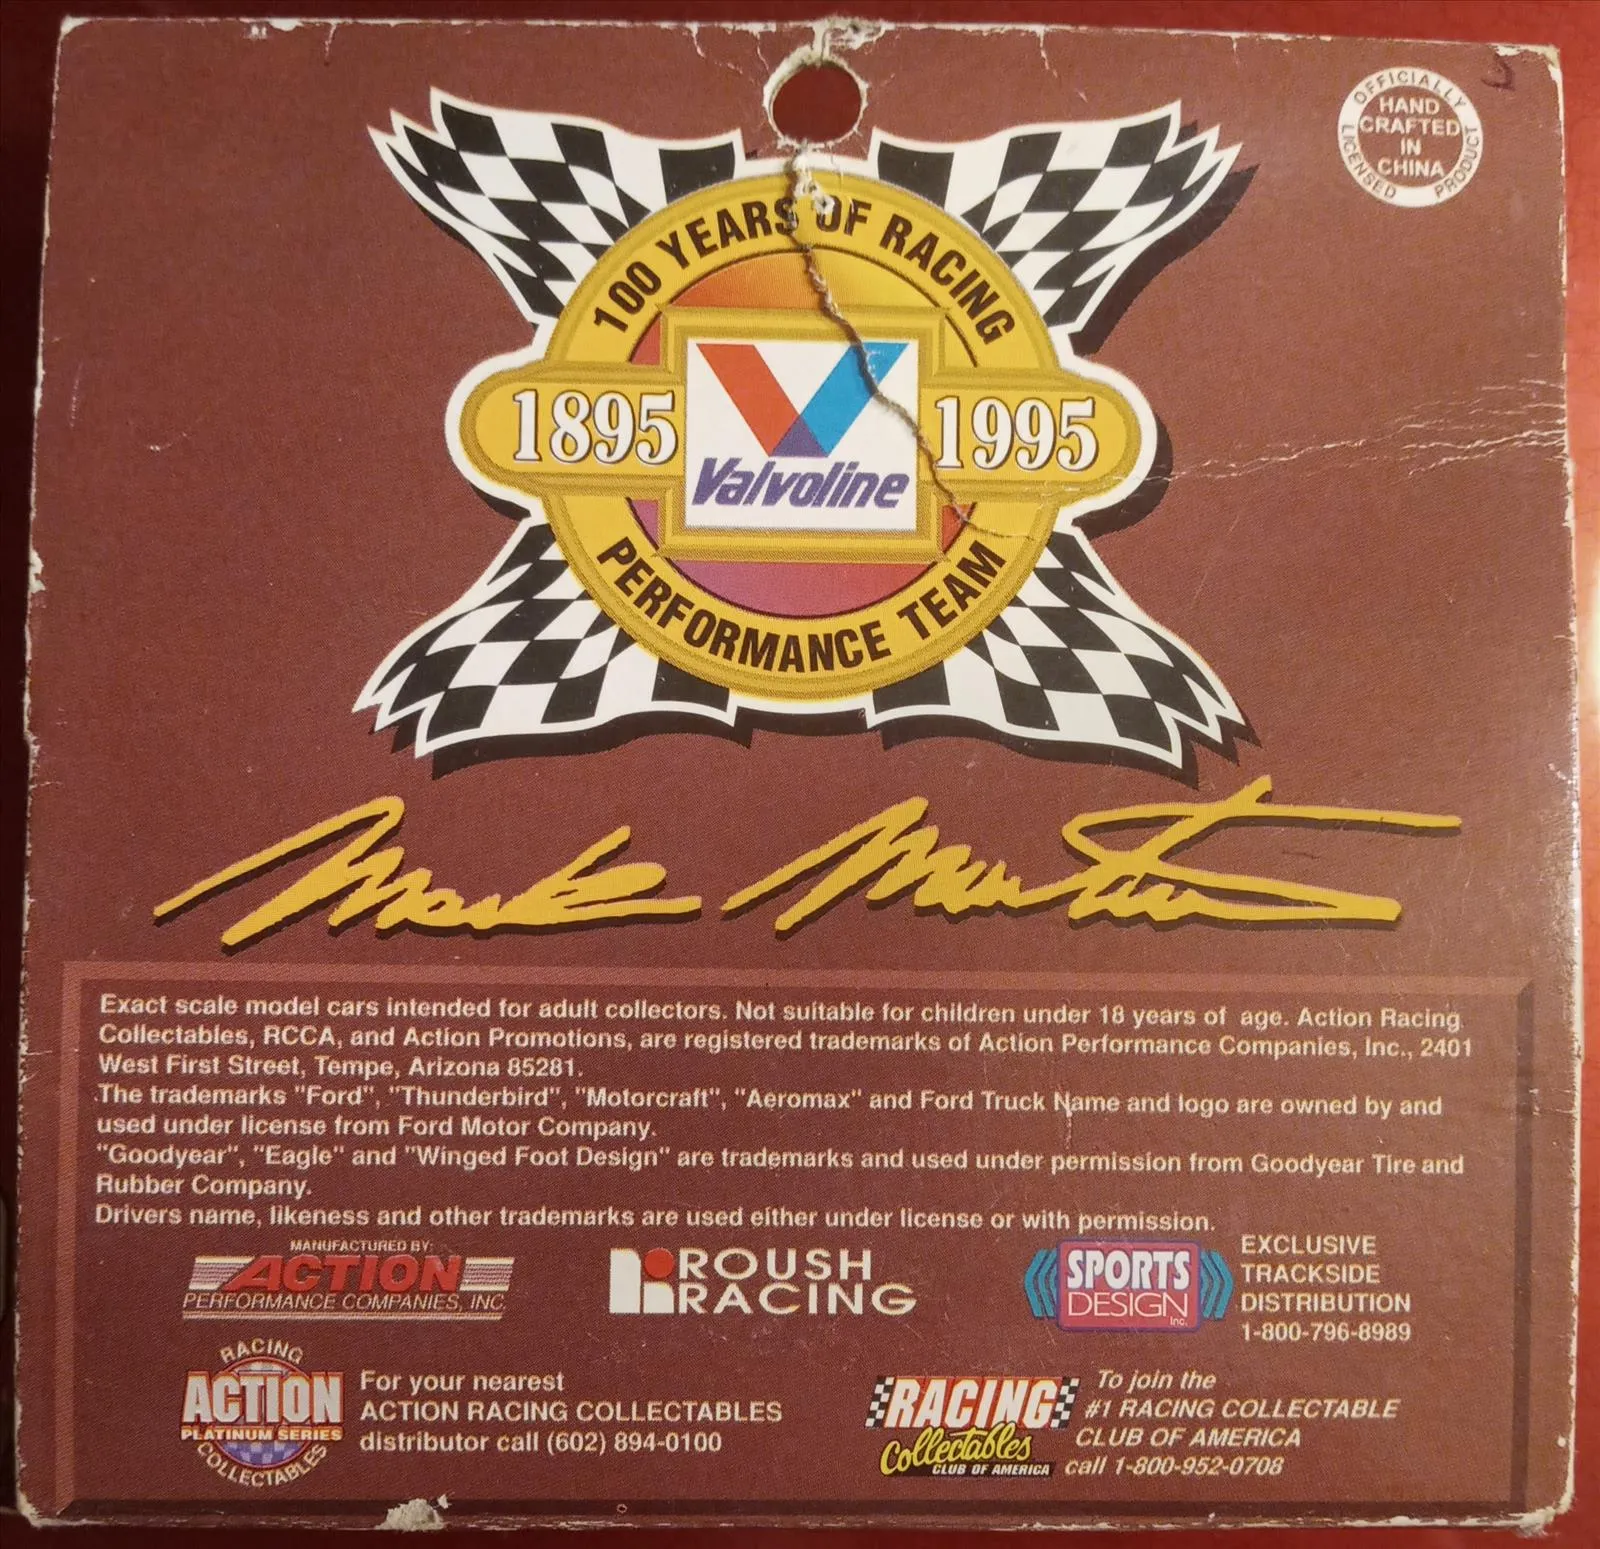 OFFICIALLY
HAND
CRAFTED
IN
CHINA
LICENSED PRODUCT
100 YEARS OF RACING
1895
Valvoline
1995
PERFORMANCE TEAM
Mark Martin
Exact scale model cars intended for adult collectors. Not suitable for children under 18 years of age. Action Racing
Collectables, RCCA, and Action Promotions, are registered trademarks of Action Performance Companies, Inc., 2401
West First Street, Tempe, Arizona 85281.
The trademarks "Ford", "Thunderbird", "Motorcraft", "Aeromax" and Ford Truck Name and logo are owned by and
used under license from Ford Motor Company.
"Goodyear", "Eagle" and "Winged Foot Design" are trademarks and used under permission from Goodyear Tire and
Rubber Company.
Drivers name, likeness and other trademarks are used either under license or with permission.
MANUFACTURED BY:
ACTION
PERFORMANCE COMPANIES, INC.
ROUSH
RACING
SPORTS
DESIGN
Inc.
EXCLUSIVE
TRACKSIDE
DISTRIBUTION
1-800-796-8989
RACING
ACTION
PLATINUM SERIES
COLLECTABLES
For your nearest
ACTION RACING COLLECTABLES
distributor call (602) 894-0100
RACING
Collectables
CLUB OF AMERICA
To join the
#1 RACING COLLECTABLE
CLUB OF AMERICA
call 1-800-952-0708